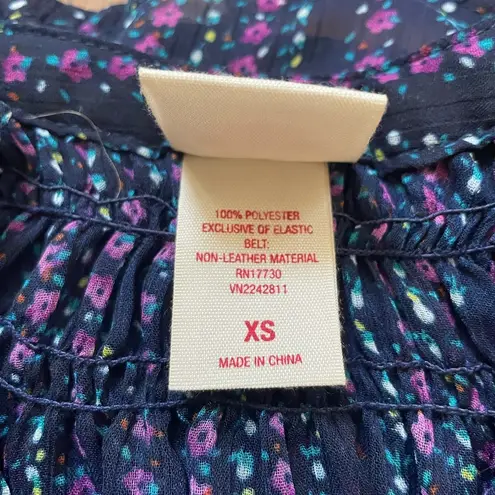 100% POLYESTER
EXCLUSIVE OF ELASTIC
BELT:
NON-LEATHER MATERIAL
RN17730
VN2242811
XS
MADE IN CHINA